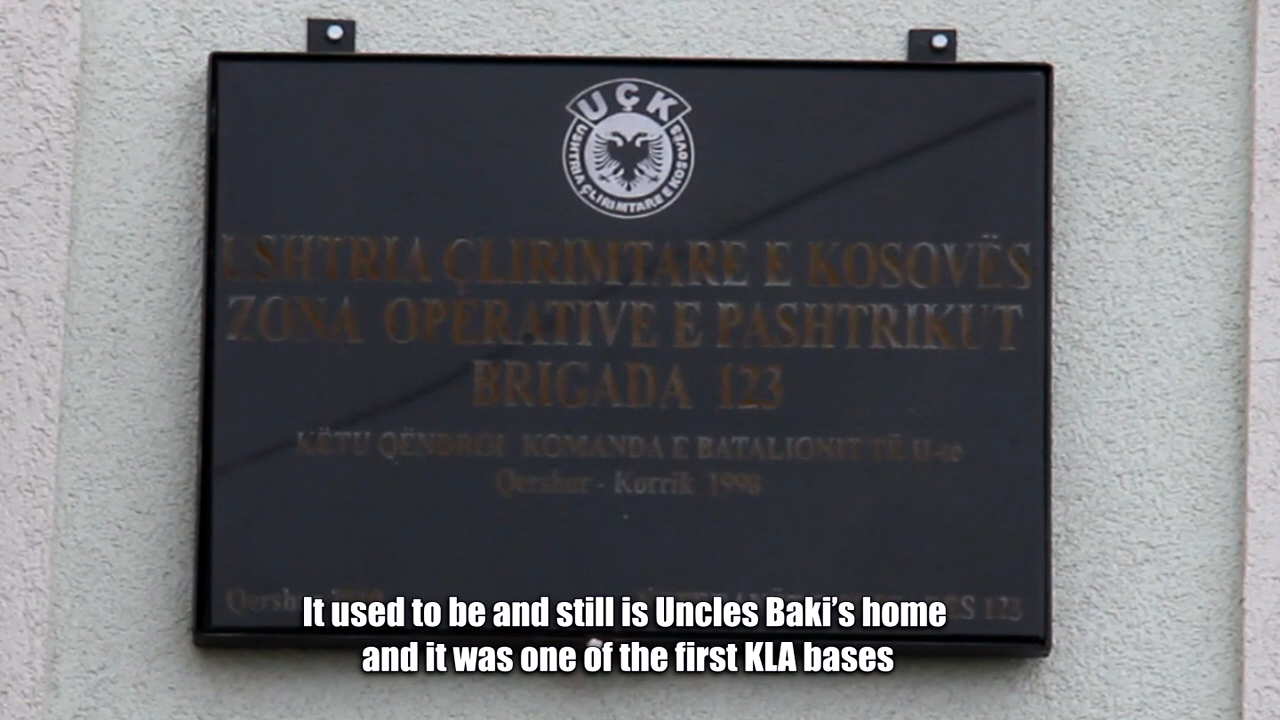 UÇK
USHTRIA ÇLIRIMTARE E KOSOVËS
USHTRIA ÇLIRIMTARE E KOSOVËS
ZONA OPERATIVE E PASHTRIKUT
BRIGADA 123
KËTU QËNDROI KOMANDA E BATALIONIT TË II-te
Qershor - Korrik 1998
123
It used to be and still is Uncles Baki’s home
and it was one of the first KLA bases